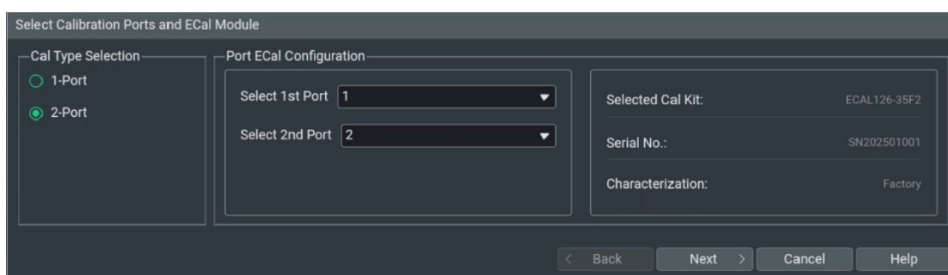 Select Calibration Ports and ECal Module
Cal Type Selection
1-Port
2-Port
Port ECal Configuration
Select 1st Port 1
Select 2nd Port 2
Selected Cal Kit: ECAL126-35F2
Serial No.: SN202501001
Characterization: Factory
< Back Next > Cancel Help